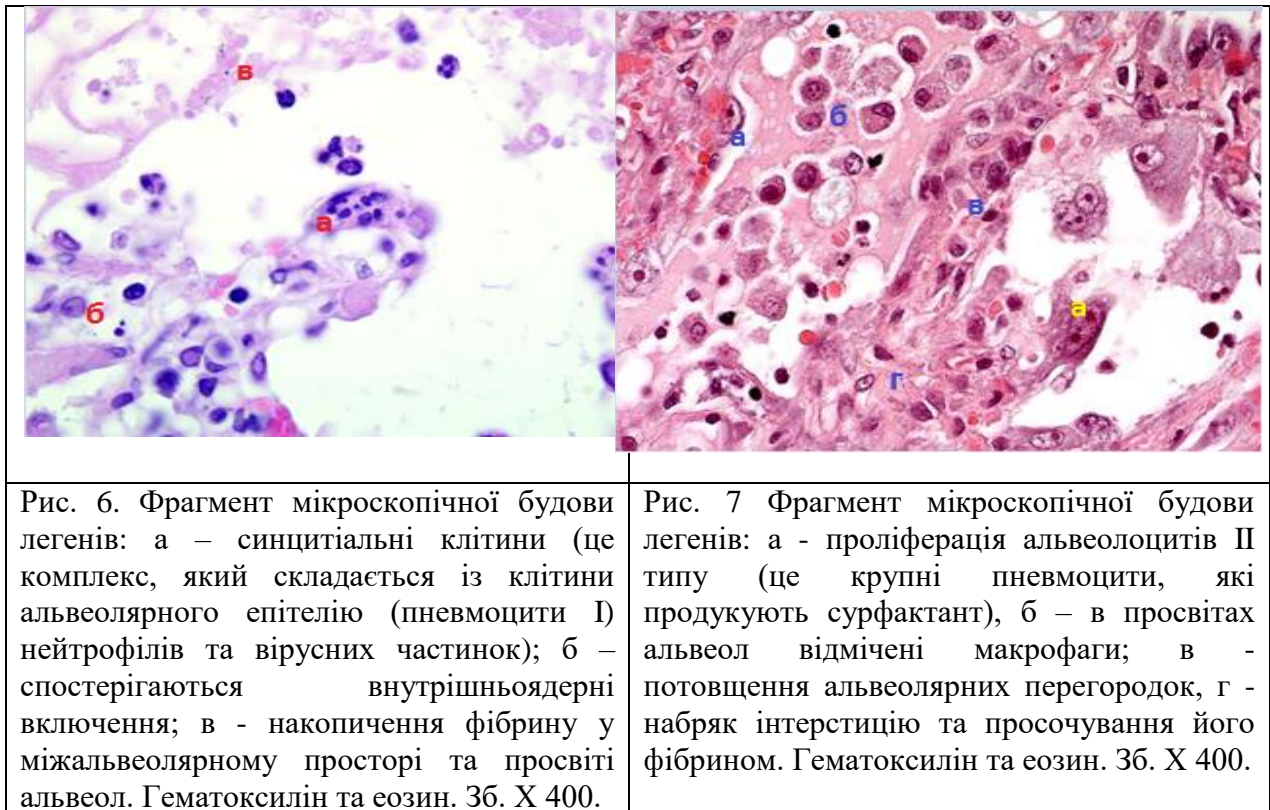 в
а
б
а
б
в
а
г
Рис. 6. Фрагмент мікроскопічної будови
легенів: а – синцитіальні клітини (це
комплекс, який складається із клітини
альвеолярного епітелію (пневмоцити І)
нейтрофілів та вірусних частинок); б –
спостерігаються внутрішньоядерні
включення; в - накопичення фібрину у
міжальвеолярному просторі та просвіті
альвеол. Гематоксилін та еозин. Зб. Х 400.
Рис. 7 Фрагмент мікроскопічної будови
легенів: а - проліферація альвеолоцитів ІІ
типу (це крупні пневмоцити, які
продукують сурфактант), б – в просвітах
альвеол відмічені макрофаги; в -
потовщення альвеолярних перегородок, г -
набряк інтерстицію та просочування його
фібрином. Гематоксилін та еозин. Зб. Х 400.